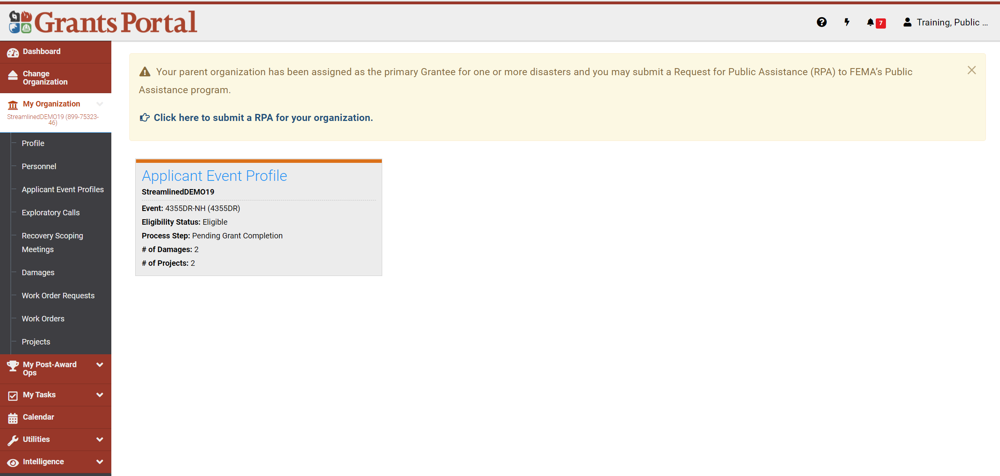 Grants Portal
7
Training, Public ...
Dashboard
Change
Organization
My Organization
StreamlinedDEMO19 (899-75323-
46)
Profile
Personnel
Applicant Event Profiles
Exploratory Calls
Recovery Scoping
Meetings
Damages
Work Order Requests
Work Orders
Projects
My Post-Award
Ops
My Tasks
Calendar
Utilities
Intelligence
Your parent organization has been assigned as the primary Grantee for one or more disasters and you may submit a Request for Public Assistance (RPA) to FEMA’s Public
Assistance program.
Click here to submit a RPA for your organization.
Applicant Event Profile
StreamlinedDEMO19
Event: 4355DR-NH (4355DR)
Eligibility Status: Eligible
Process Step: Pending Grant Completion
# of Damages: 2
# of Projects: 2